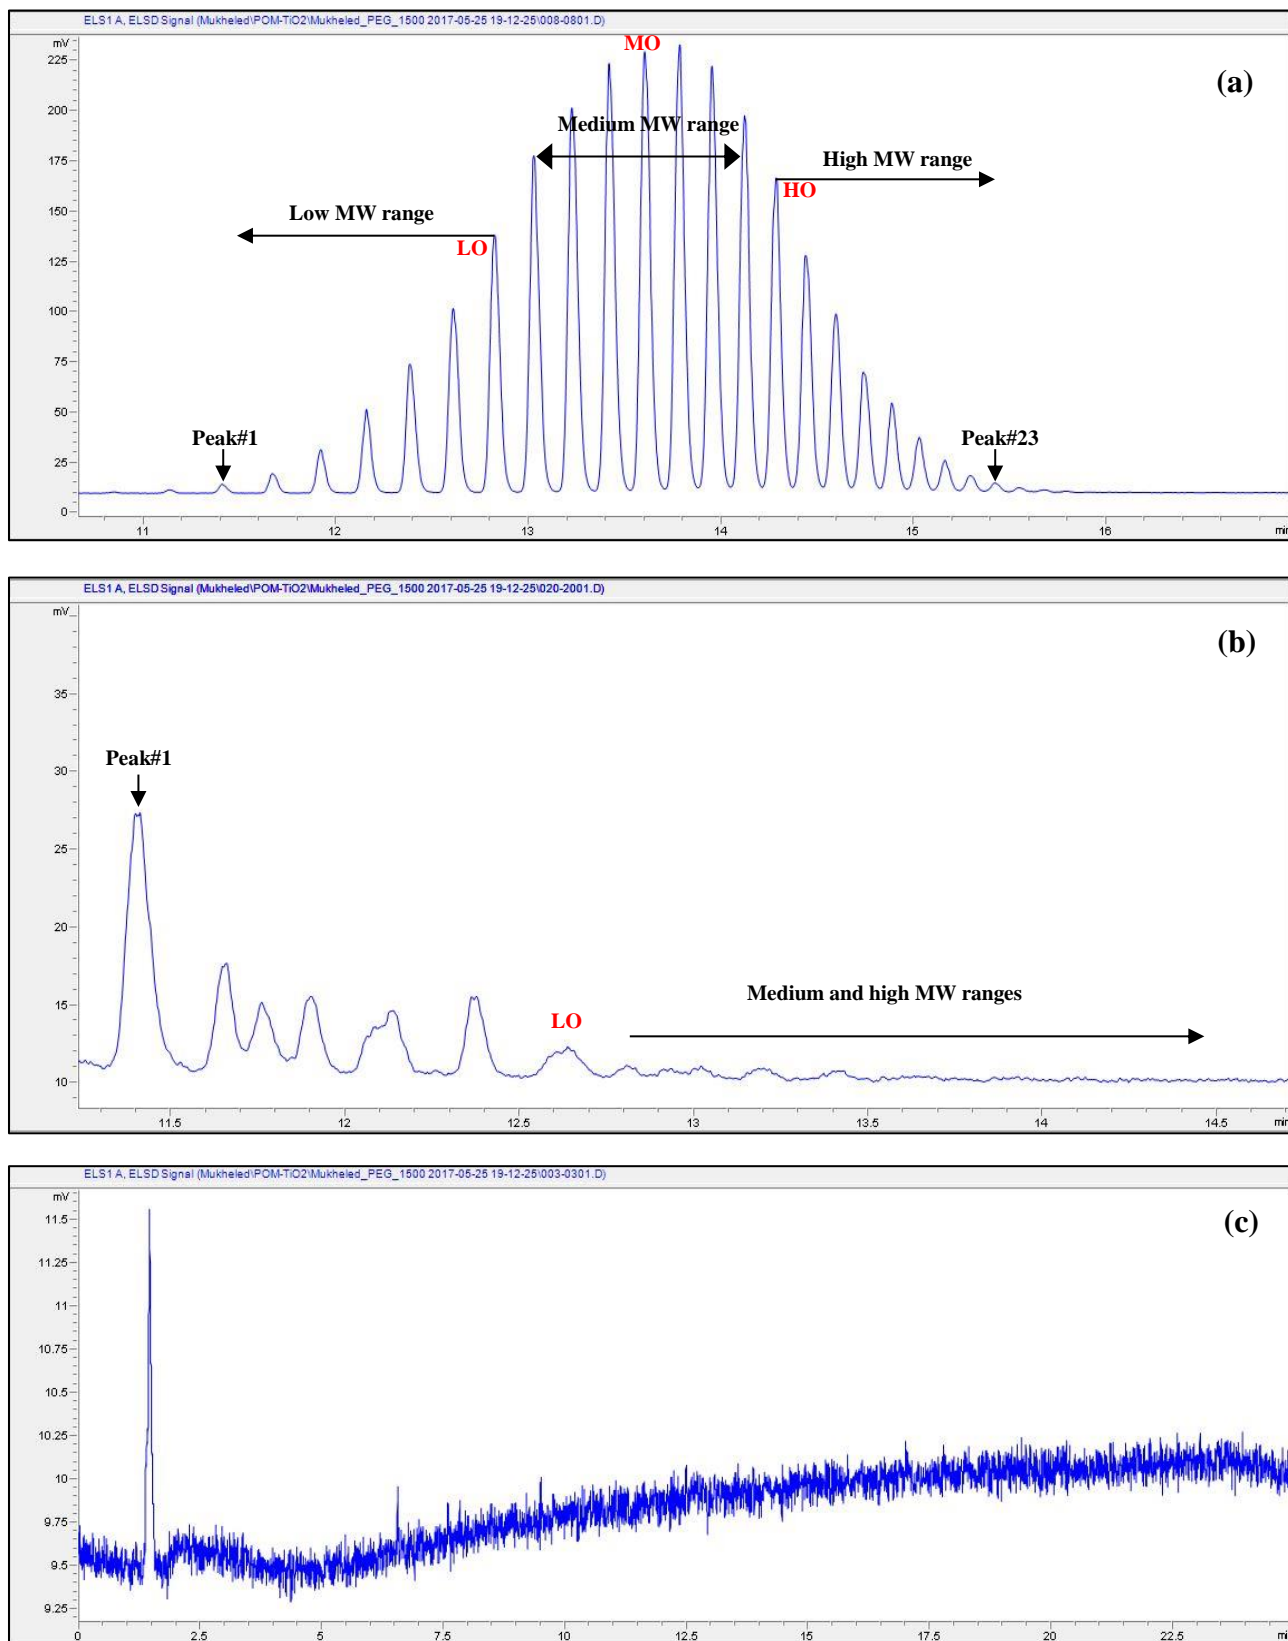 ELS1 A, ELSD Signal (Mukheled\POM-TiO2\Mukheled_PEG_1500 2017-05-25 19-12-25\008-0801.D)
mV
(a)
225
200
175
150
125
100
75
50
25
0
MO
Medium MW range
High MW range
HO
Low MW range
LO
Peak#1
Peak#23
11
12
13
14
15
16
min
ELS1 A, ELSD Signal (Mukheled\POM-TiO2\Mukheled_PEG_1500 2017-05-25 19-12-25\020-2001.D)
mV
(b)
35
30
25
20
15
10
Peak#1
LO
Medium and high MW ranges
11.5
12
12.5
13
13.5
14
14.5
min
ELS1 A, ELSD Signal (Mukheled\POM-TiO2\Mukheled_PEG_1500 2017-05-25 19-12-25\003-0301.D)
mV
(c)
11.5
11.25
11
10.75
10.5
10.25
10
9.75
9.5
9.25
0
2.5
5
7.5
10
12.5
15
17.5
20
22.5
min